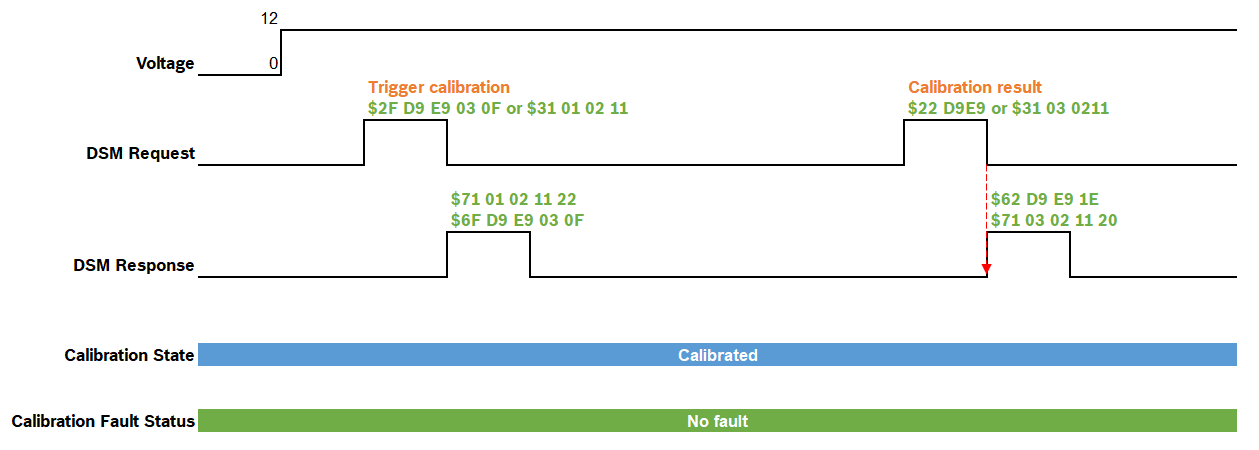 12
Voltage
0
Trigger calibration
$2F D9 E9 03 0F or $31 01 02 11
Calibration result
$22 D9E9 or $31 03 0211
DSM Request
$71 01 02 11 22
$6F D9 E9 03 0F
$62 D9 E9 1E
$71 03 02 11 20
DSM Response
Calibration State
Calibrated
Calibration Fault Status
No fault